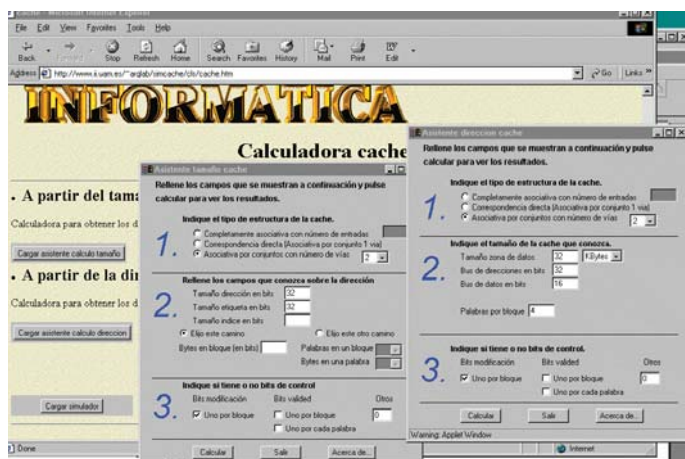 Cache - Microsoft Internet Explorer
File Edit View Favorites Tools Help
Back Forward Stop Refresh Home Search Favorites History Mail Print Edit
Address http://www.ii.uam.es/~arglab/simcache/cls/cache.htm Go Links »
INFORMATICA
Calculadora cache
• A partir del tama
Calculadora para obtener los d
Cargar asistente calculo tamaño
• A partir de la di
Calculadora para obtener los d
Cargar asistente calculo direccion
Cargar simulador
Done
Internet
Asistente tamaño cache
Rellene los campos que se muestran a continuación y pulse
calcular para ver los resultados.
1.
Indique el tipo de estructura de la cache.
Completamente asociativa con número de entradas
Correspondencia directa (Asociativa por conjunto 1 via)
Asociativa por conjuntos con número de vías 2
2.
Rellene los campos que conozca sobre la dirección
Tamaño dirección en bits 32
Tamaño etiqueta en bits 32
Tamaño indice en bits
Elijo este camino Elijo este otro camino
Bytes en bloque (en bits) Palabras en un bloque
Bytes en una palabra
3.
Indique si tiene o no bits de control
Bits modificación Bits valided Otros
Uno por bloque Uno por bloque 0
Uno por cada palabra
Calcular Salir Acerca de...
Asistente direccion cache
Rellene los campos que se muestran a continuación y pulse
calcular para ver los resultados.
1.
Indique el tipo de estructura de la cache.
Completamente asociativa con número de entradas
Correspondencia directa (Asociativa por conjunto 1 via)
Asociativa por conjuntos con número de vías 2
2.
Indique el tamaño de la cache que conozca.
Tamaño zona de datos 32 KBytes
Bus de direcciones en bits 32
Bus de datos en bits 16
Palabras por bloque 4
3.
Indique si tiene o no bits de control.
Bits modificación Bits valided Otros
Uno por bloque Uno por bloque 0
Uno por cada palabra
Calcular Salir Acerca de...
Warning: Applet Window